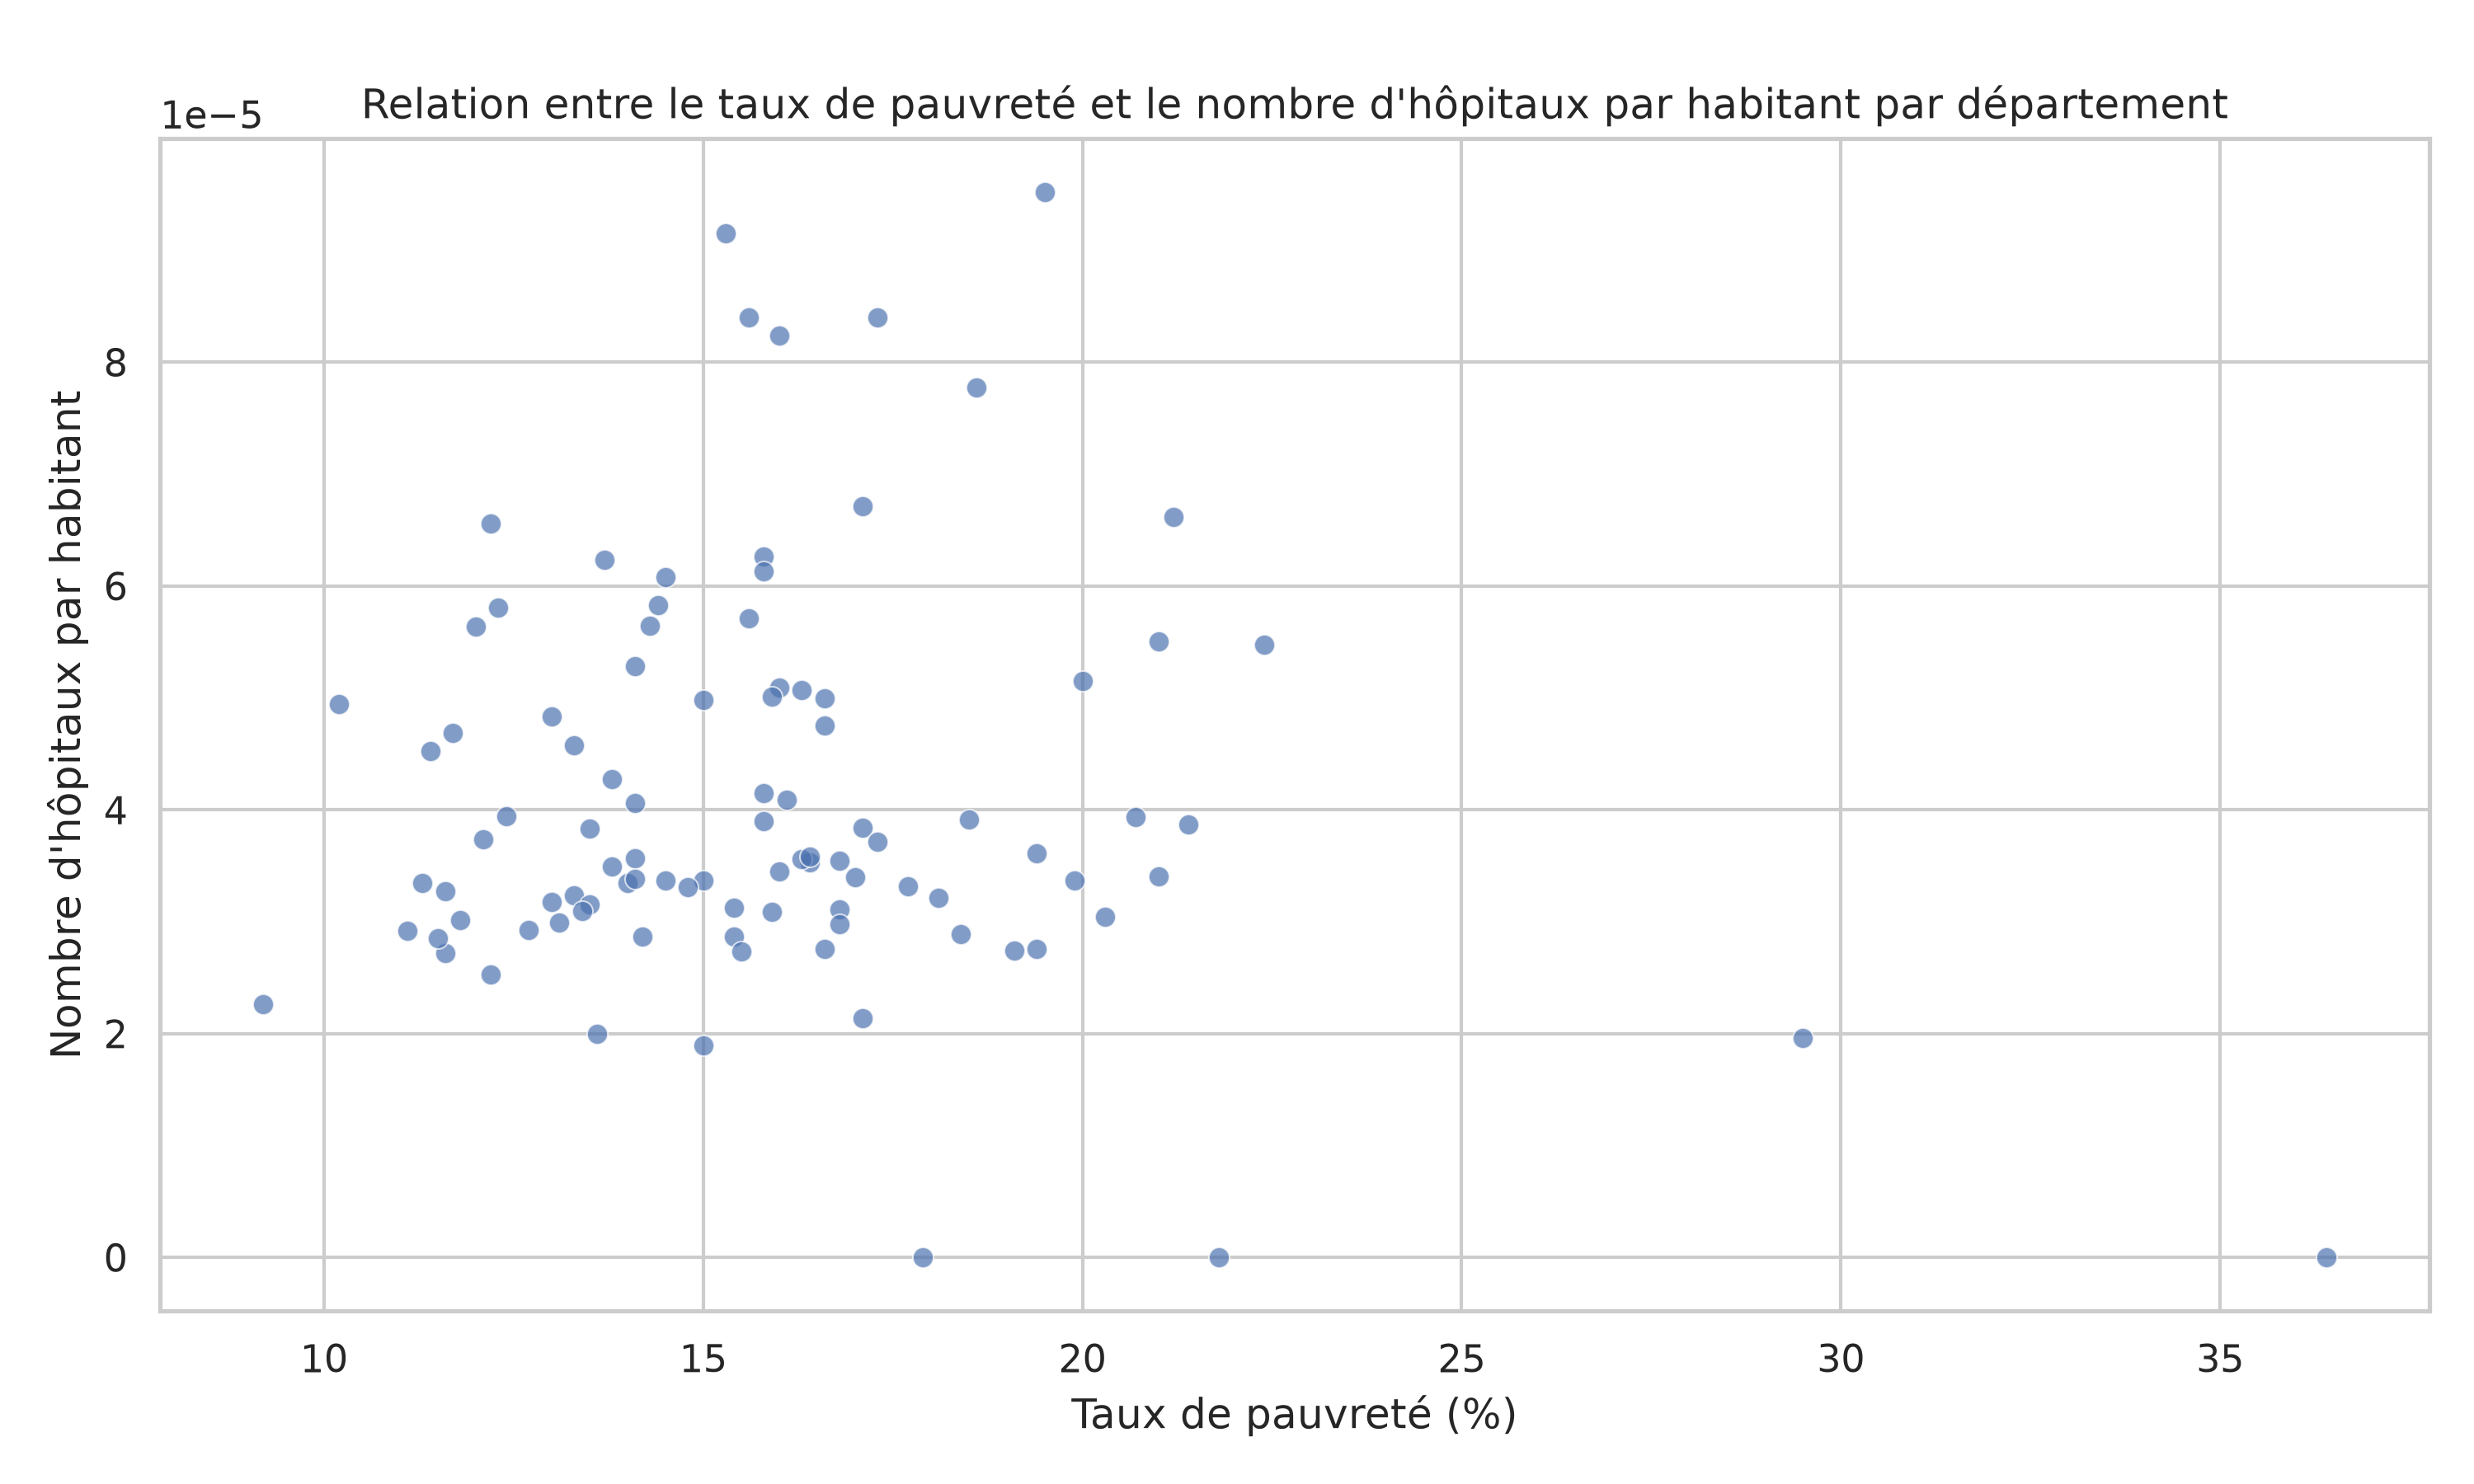 Relation entre le taux de pauvreté et le nombre d'hôpitaux par habitant par département
1e−5
Nombre d'hôpitaux par habitant
8
6
4
2
0
10 15 20 25 30 35
Taux de pauvreté (%)